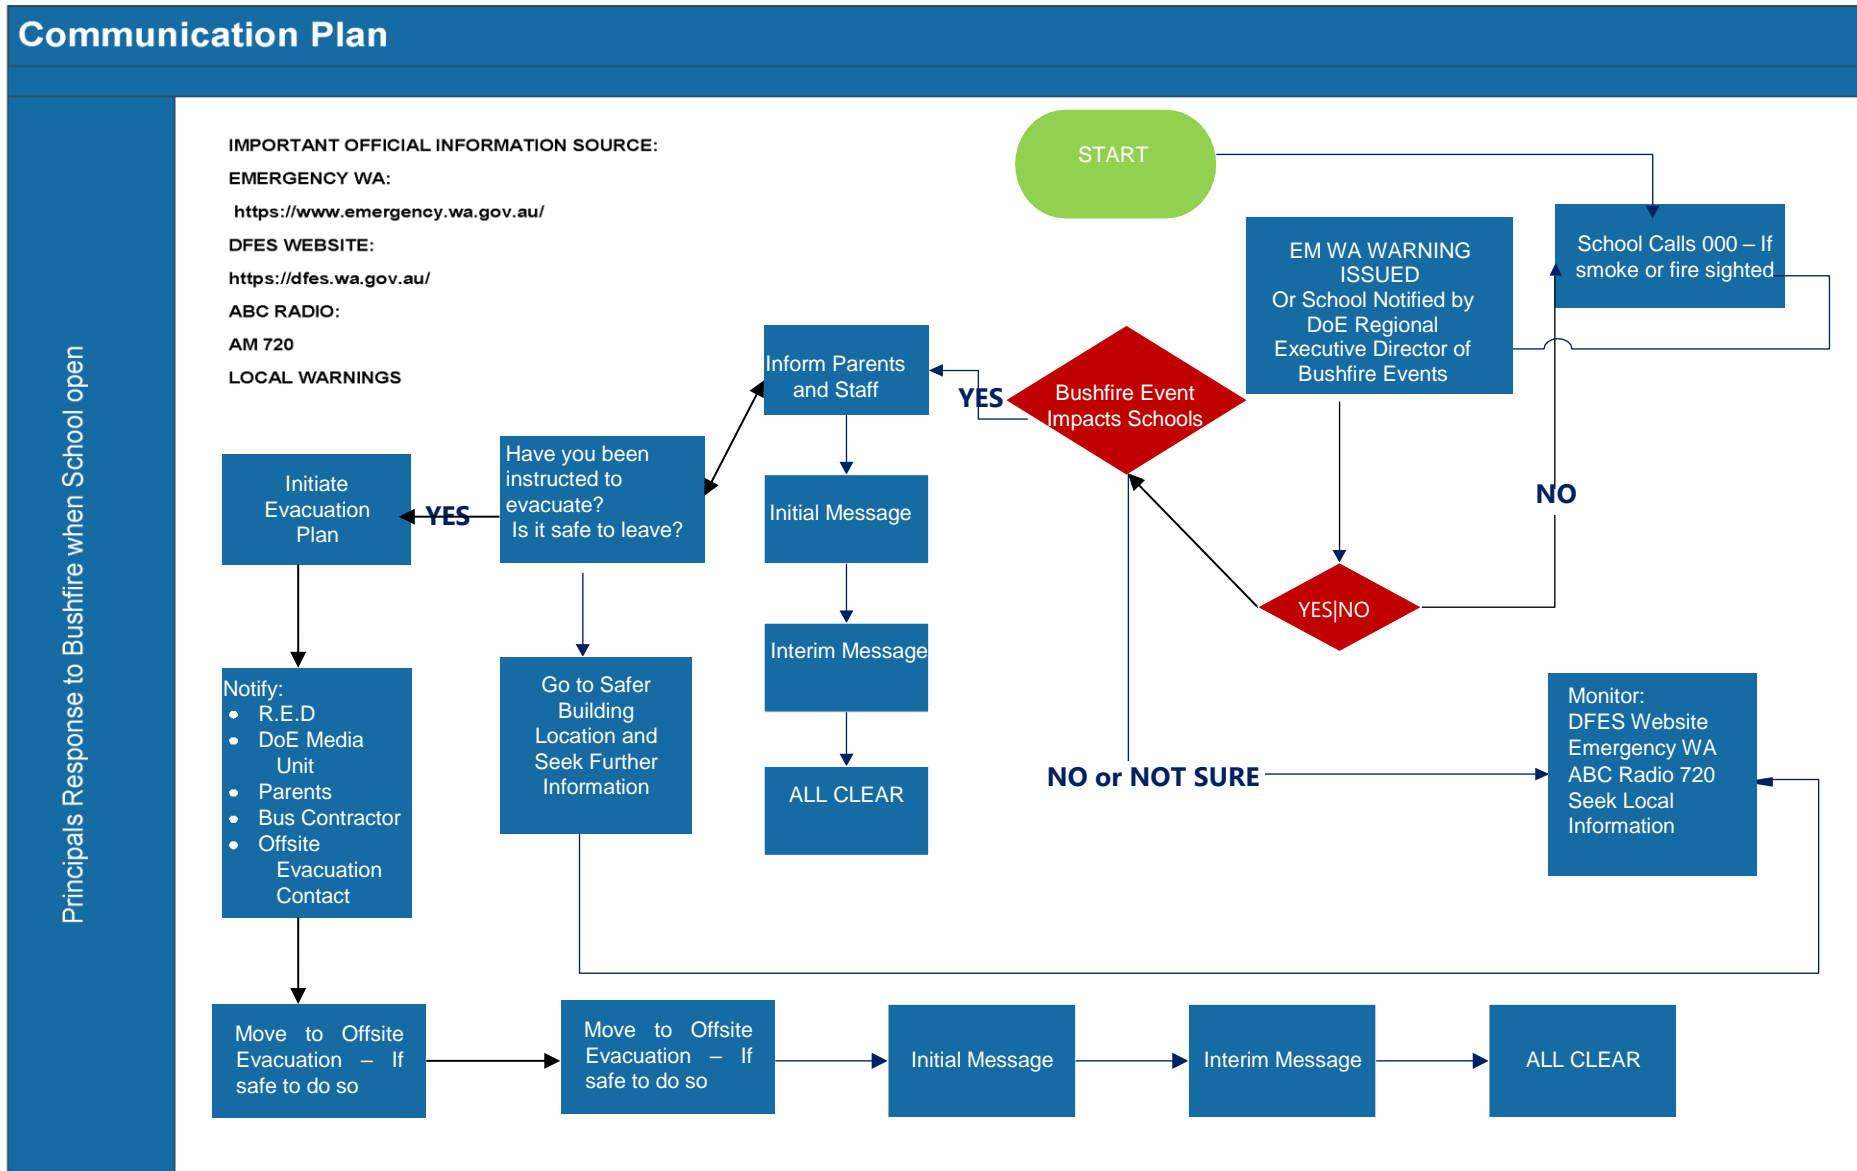 Communication Plan
Principals Response to Bushfire when School open
IMPORTANT OFFICIAL INFORMATION SOURCE:
EMERGENCY WA:
https://www.emergency.wa.gov.au/
DFES WEBSITE:
https://dfes.wa.gov.au/
ABC RADIO:
AM 720
LOCAL WARNINGS
START
School Calls 000 – If
smoke or fire sighted
EM WA WARNING
ISSUED
Or School Notified by
DoE Regional
Executive Director of
Bushfire Events
YES|NO
NO
Bushfire Event
Impacts Schools
YES
NO or NOT SURE
Monitor:
DFES Website
Emergency WA
ABC Radio 720
Seek Local
Information
Inform Parents
and Staff
Initial Message
Interim Message
ALL CLEAR
Have you been
instructed to
evacuate?
Is it safe to leave?
YES
Go to Safer
Building
Location and
Seek Further
Information
Initiate
Evacuation
Plan
Notify:
• R.E.D
• DoE Media
Unit
• Parents
• Bus Contractor
• Offsite
Evacuation
Contact
Move to Offsite
Evacuation – If
safe to do so
Move to Offsite
Evacuation – If
safe to do so
Initial Message
Interim Message
ALL CLEAR